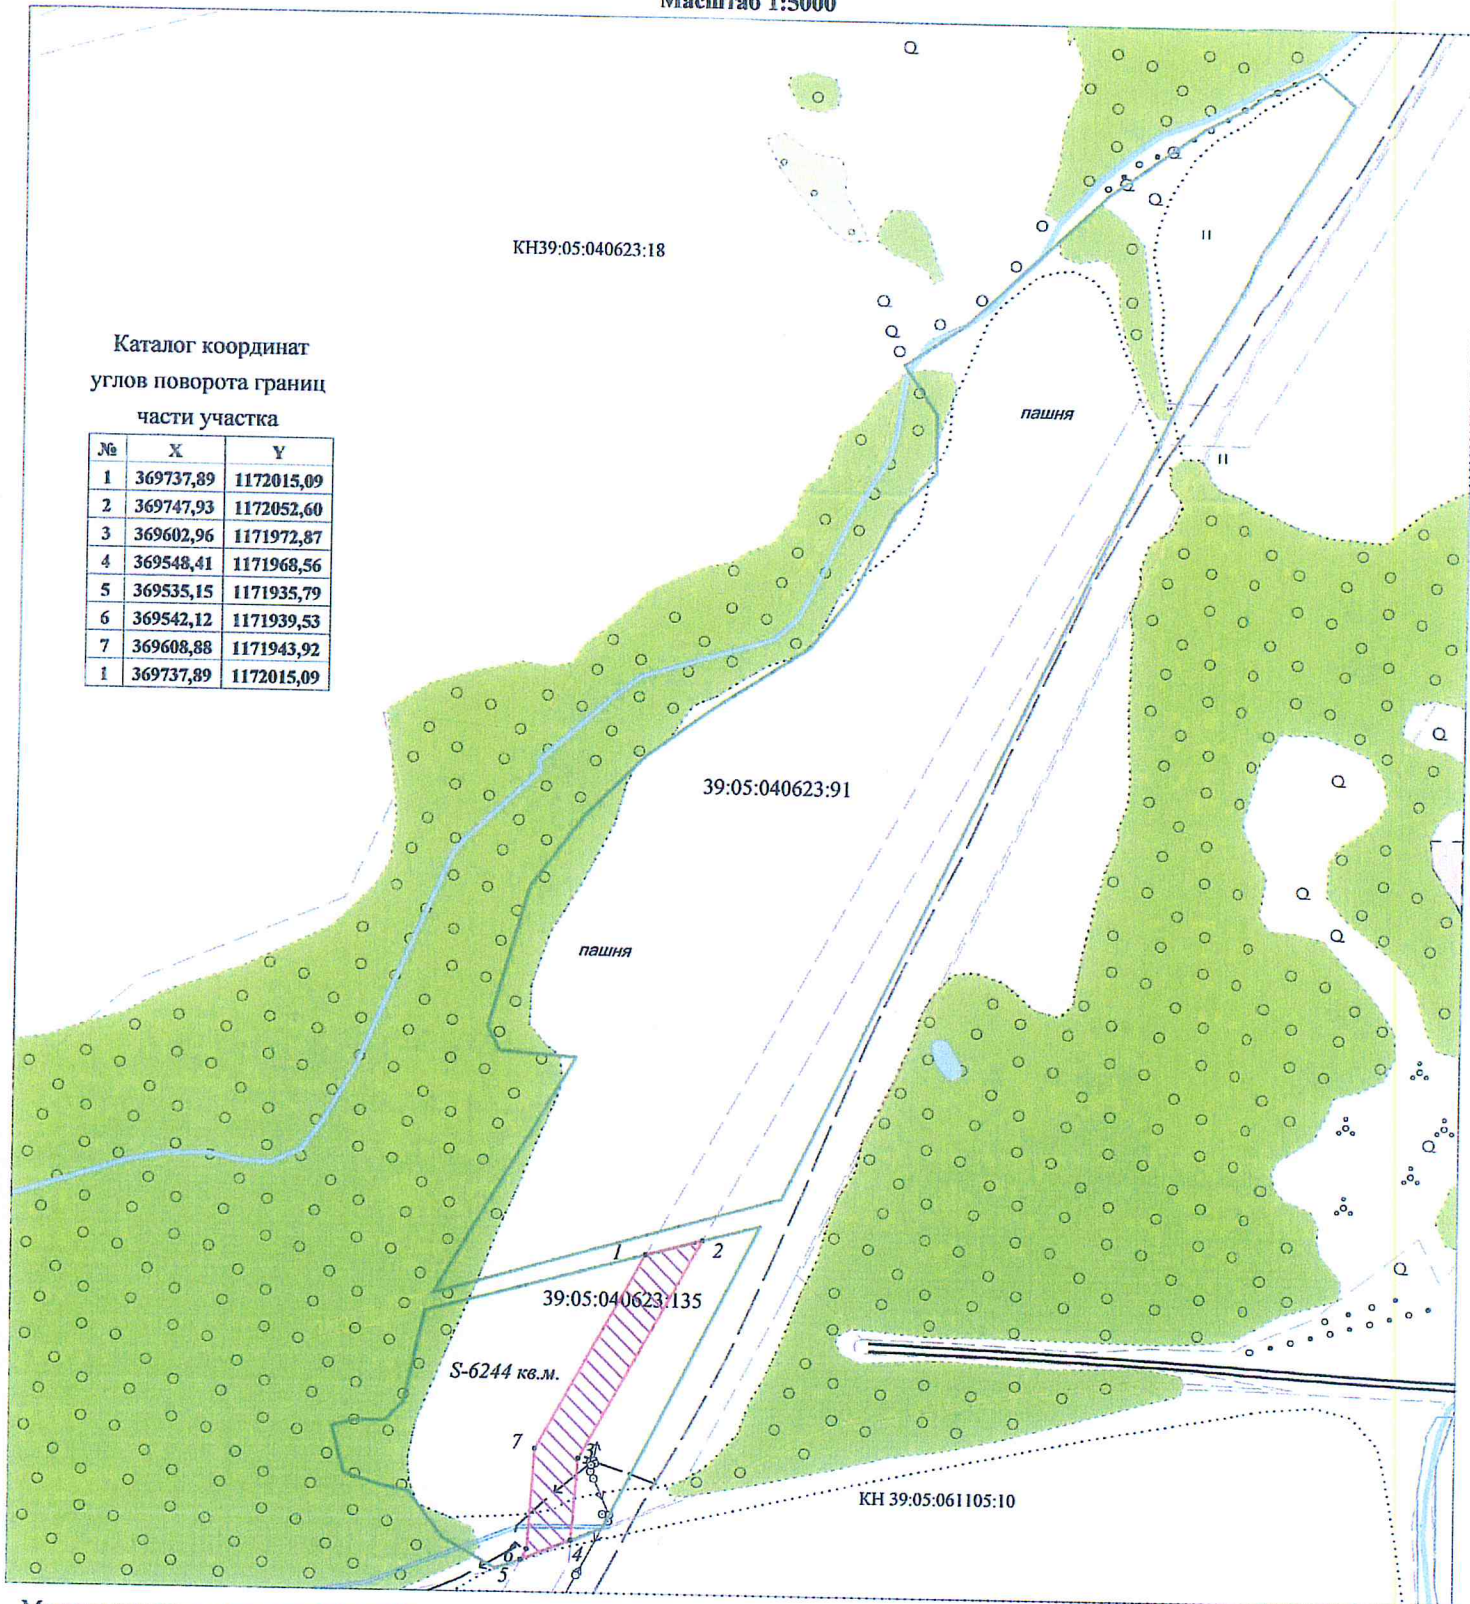 Масштаб 1:5000
КН39:05:040623:18
Каталог координат
углов поворота границ
части участка
№ X Y
1 369737,89 1172015,09
2 369747,93 1172052,60
3 369602,96 1171972,87
4 369548,41 1171968,56
5 369535,15 1171935,79
6 369542,12 1171939,53
7 369608,88 1171943,92
1 369737,89 1172015,09
пашня
39:05:040623:91
пашня
1
2
39:05:040623:135
S-6244 кв.м.
7
3
КН 39:05:061105:10
6
4
5